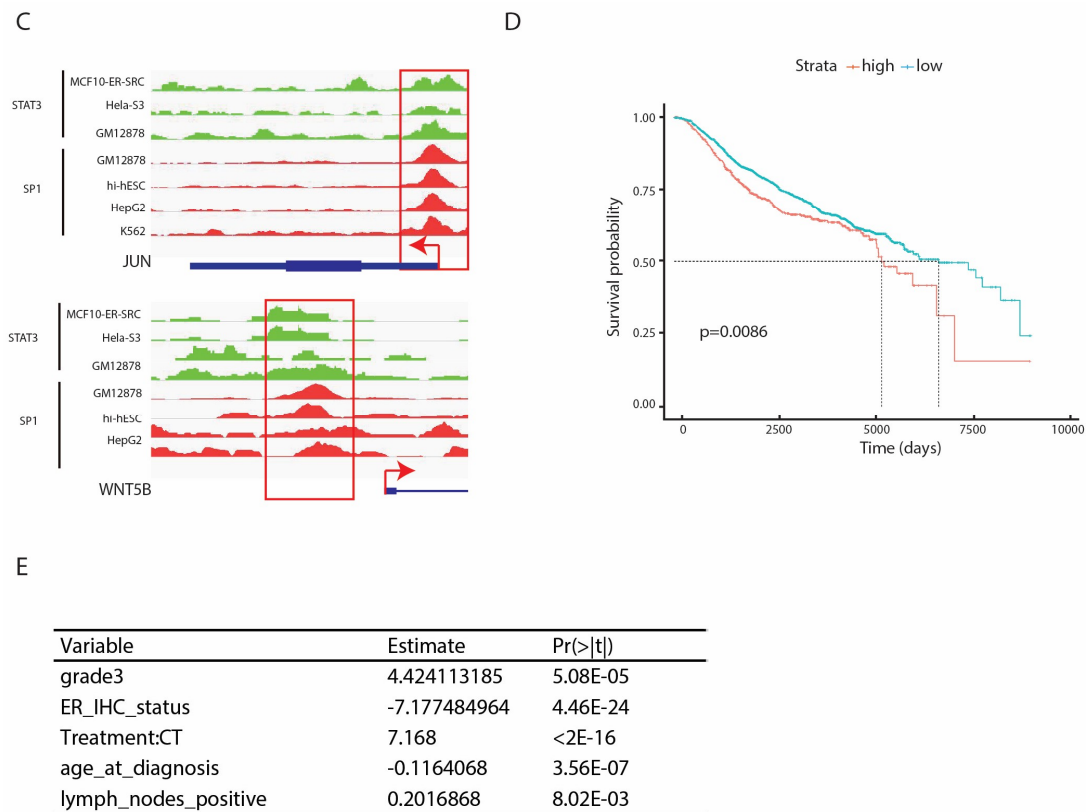 C
STAT3
MCF10-ER-SRC
Hela-S3
GM12878
SP1
GM12878
hi-hESC
HepG2
K562
JUN
STAT3
MCF10-ER-SRC
Hela-S3
GM12878
SP1
GM12878
hi-hESC
HepG2
WNT5B
D
Strata high low
Survival probability
1.00
0.75
0.50
0.25
0.00
p=0.0086
0 2500 5000 7500 10000
Time (days)
E
Variable Estimate Pr(>|t|)
grade3 4.424113185 5.08E-05
ER_IHC_status -7.177484964 4.46E-24
Treatment:CT 7.168 <2E-16
age_at_diagnosis -0.1164068 3.56E-07
lymph_nodes_positive 0.2016868 8.02E-03